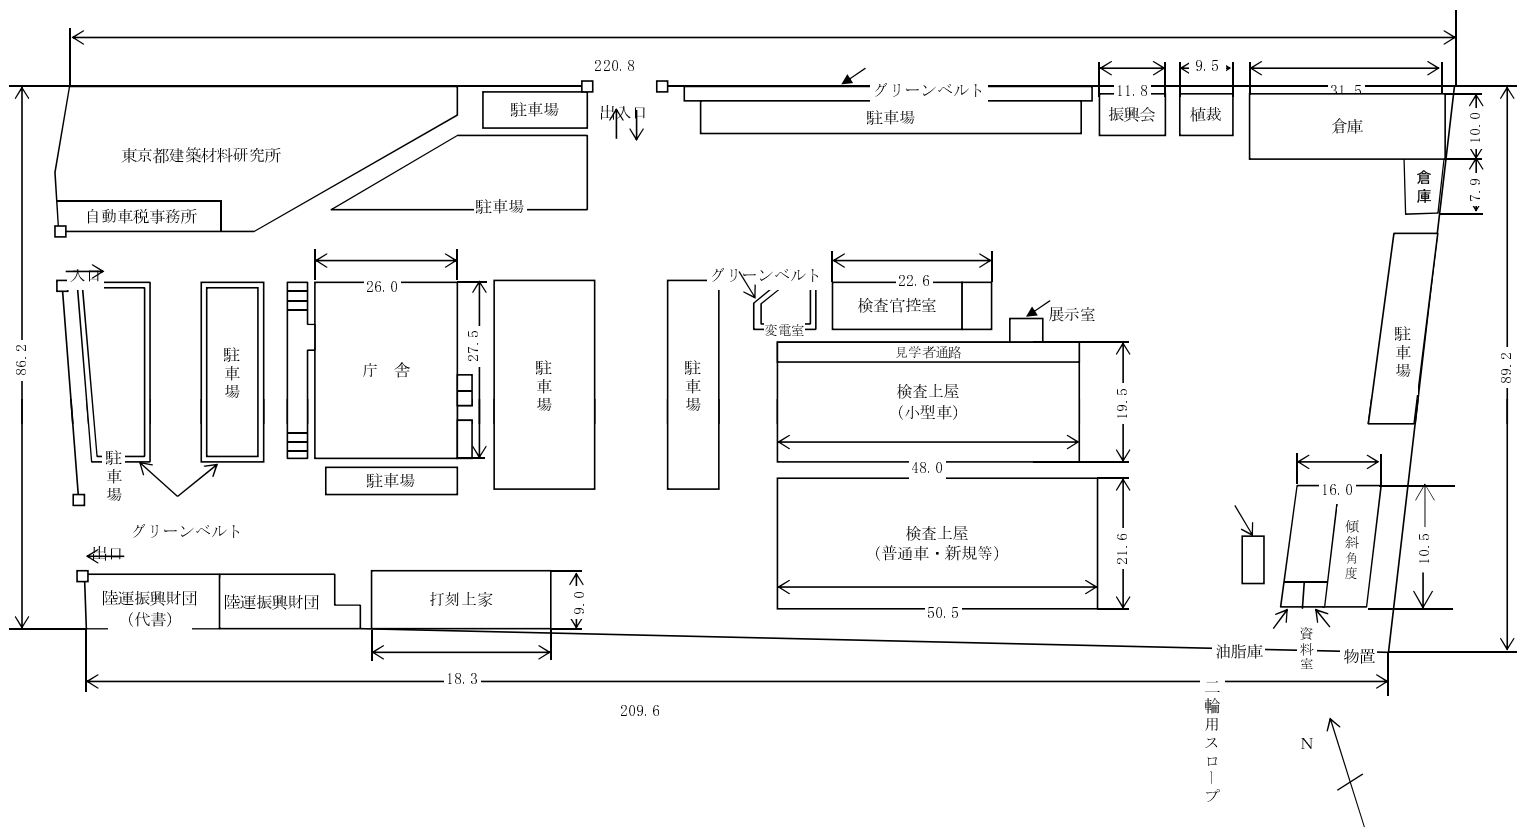 220.8
9.5
グリーンベルト
11.8
31.5
駐車場
出入口
駐車場
振興会
植裁
倉庫
10.0
東京都建築材料研究所
倉庫
7.9
自動車税事務所
駐車場
入口
26.0
グリーンベルト
22.6
検査官控室
展示室
変電室
86.2
駐車場
27.5
庁 舎
駐車場
駐車場
見学者通路
検査上屋
(小型車)
19.5
駐車場
89.2
48.0
駐車場
駐車場
16.0
グリーンベルト
検査上屋
(普通車・新規等)
21.6
傾斜角度
10.5
出口
陸運振興財団
(代書)
陸運振興財団
打刻上家
9.0
50.5
油脂庫
資料室
物置
18.3
209.6
二輪用スロープ
N